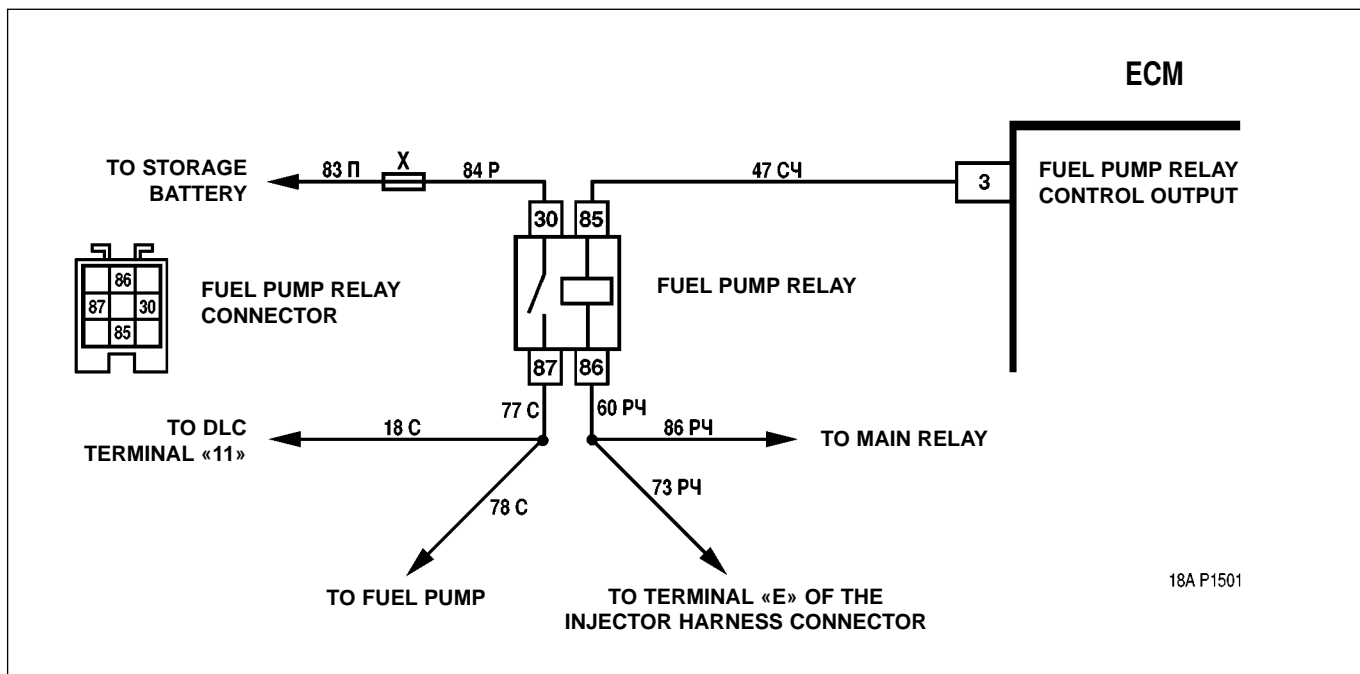 ECM
TO STORAGE
BATTERY
83 П
X
84 Р
47 СЧ
3
FUEL PUMP RELAY
CONTROL OUTPUT
30
85
86
87
30
85
FUEL PUMP RELAY
CONNECTOR
FUEL PUMP RELAY
87
86
77 С
60 РЧ
TO DLC
TERMINAL «11»
18 С
86 РЧ
TO MAIN RELAY
78 С
73 РЧ
TO FUEL PUMP
TO TERMINAL «E» OF THE
INJECTOR HARNESS CONNECTOR
18A P1501